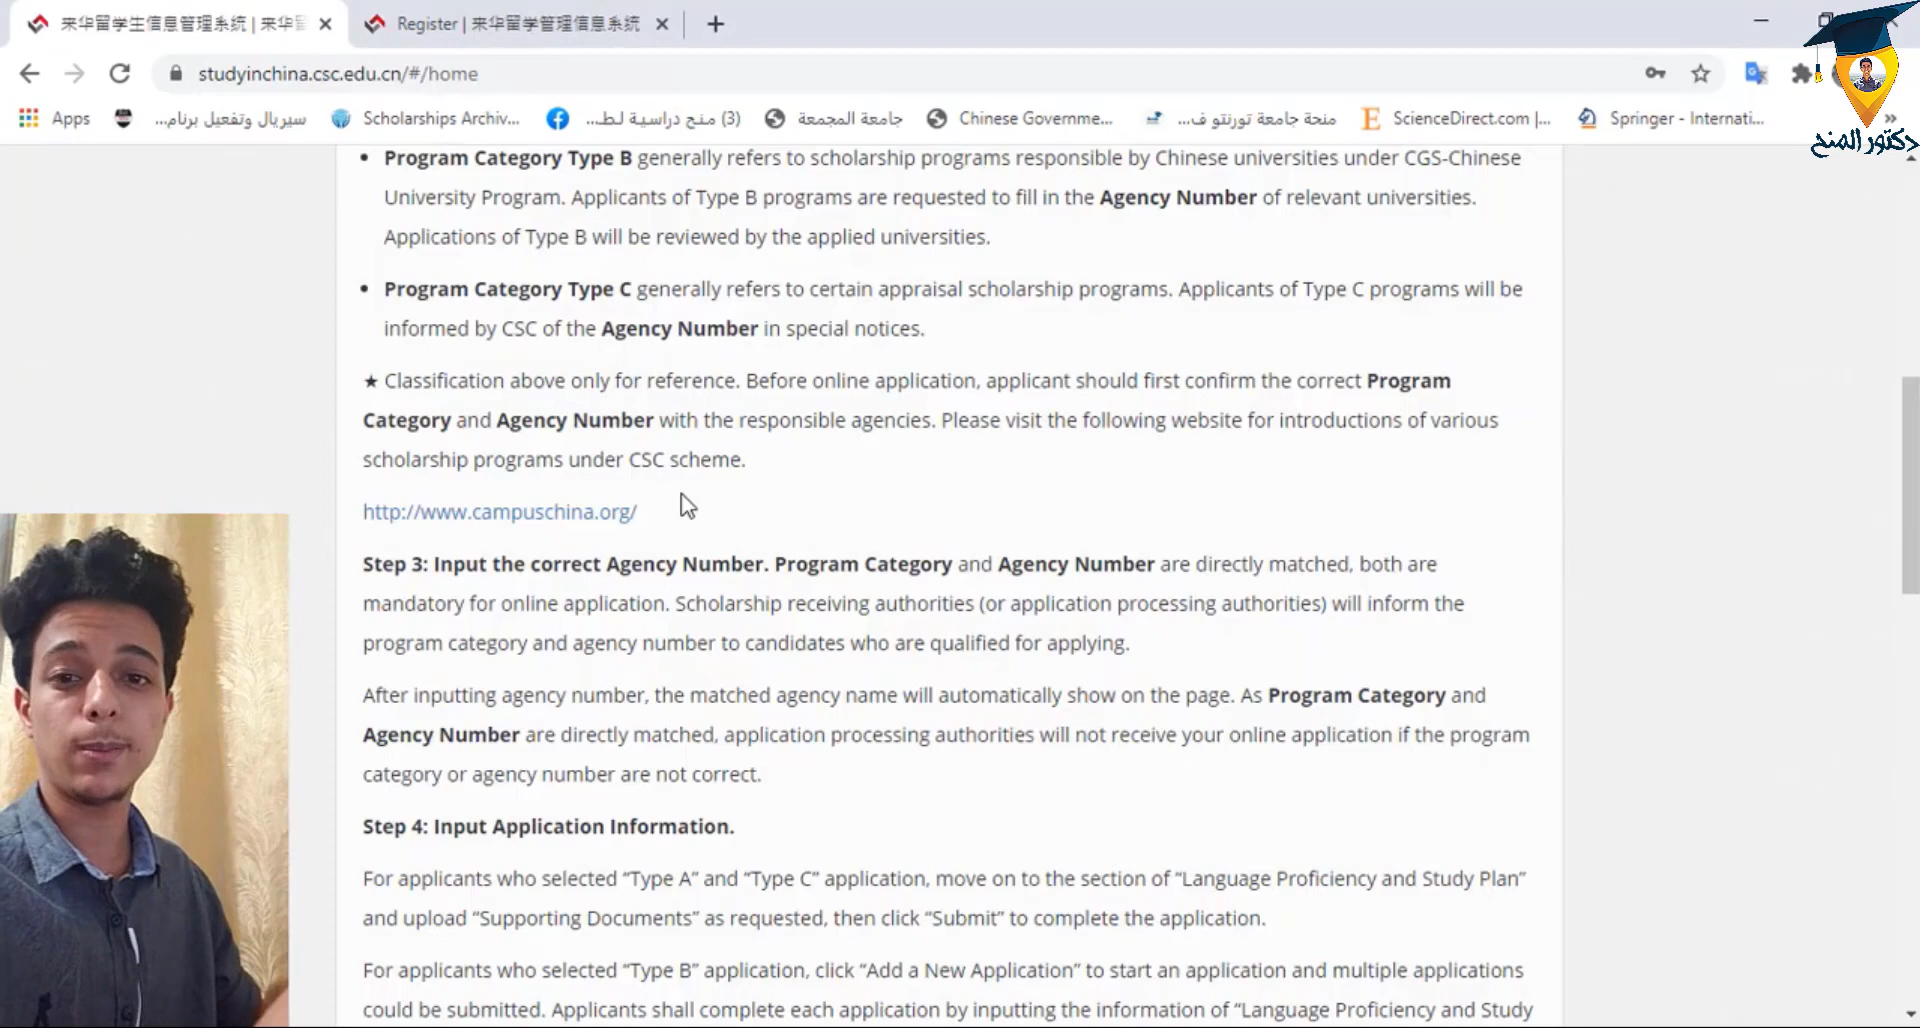 来华留学生信息管理系统 | 来华
Register | 来华留学管理信息系统
studyinchina.csc.edu.cn/#/home
Apps
سيريال وتفعيل برنام...
Scholarships Archiv...
(3) منح دراسية لط...
جامعة المجمعة
Chinese Governme...
منحة جامعة تورنتو ف...
ScienceDirect.com |...
Springer - Internati...
»
دكتور المنح
• Program Category Type B generally refers to scholarship programs responsible by Chinese universities under CGS-Chinese
University Program. Applicants of Type B programs are requested to fill in the Agency Number of relevant universities.
Applications of Type B will be reviewed by the applied universities.
• Program Category Type C generally refers to certain appraisal scholarship programs. Applicants of Type C programs will be
informed by CSC of the Agency Number in special notices.
★ Classification above only for reference. Before online application, applicant should first confirm the correct Program
Category and Agency Number with the responsible agencies. Please visit the following website for introductions of various
scholarship programs under CSC scheme.
http://www.campuschina.org/
Step 3: Input the correct Agency Number. Program Category and Agency Number are directly matched, both are
mandatory for online application. Scholarship receiving authorities (or application processing authorities) will inform the
program category and agency number to candidates who are qualified for applying.
After inputting agency number, the matched agency name will automatically show on the page. As Program Category and
Agency Number are directly matched, application processing authorities will not receive your online application if the program
category or agency number are not correct.
Step 4: Input Application Information.
For applicants who selected “Type A” and “Type C” application, move on to the section of “Language Proficiency and Study Plan”
and upload “Supporting Documents” as requested, then click “Submit” to complete the application.
For applicants who selected “Type B” application, click “Add a New Application” to start an application and multiple applications
could be submitted. Applicants shall complete each application by inputting the information of “Language Proficiency and Study